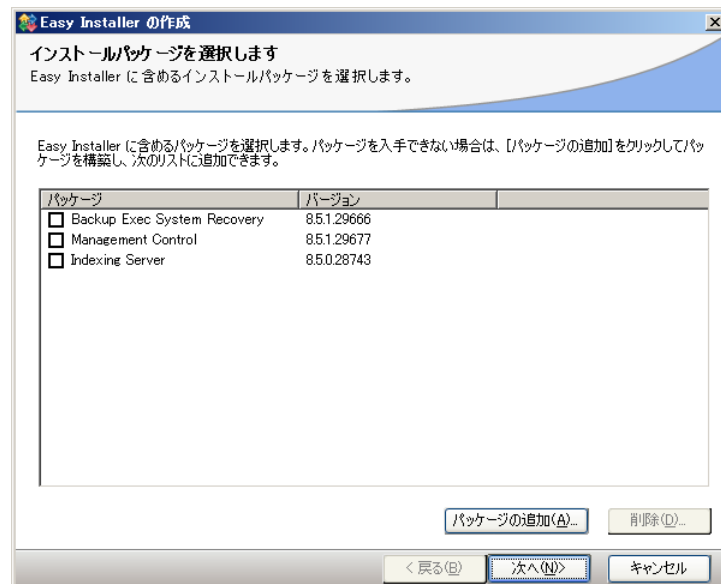 Easy Installer の作成
インストールパッケージを選択します
Easy Installer に含めるインストールパッケージを選択します。
Easy Installer に含めるパッケージを選択します。パッケージを入手できない場合は、[パッケージの追加]をクリックしてパッ
ケージを構築し、次のリストに追加できます。
パッケージ バージョン
Backup Exec System Recovery 8.5.1.29666
Management Control 8.5.1.29677
Indexing Server 8.5.0.28743
パッケージの追加(A)... 削除(D)...
< 戻る(B) 次へ(N)> キャンセル